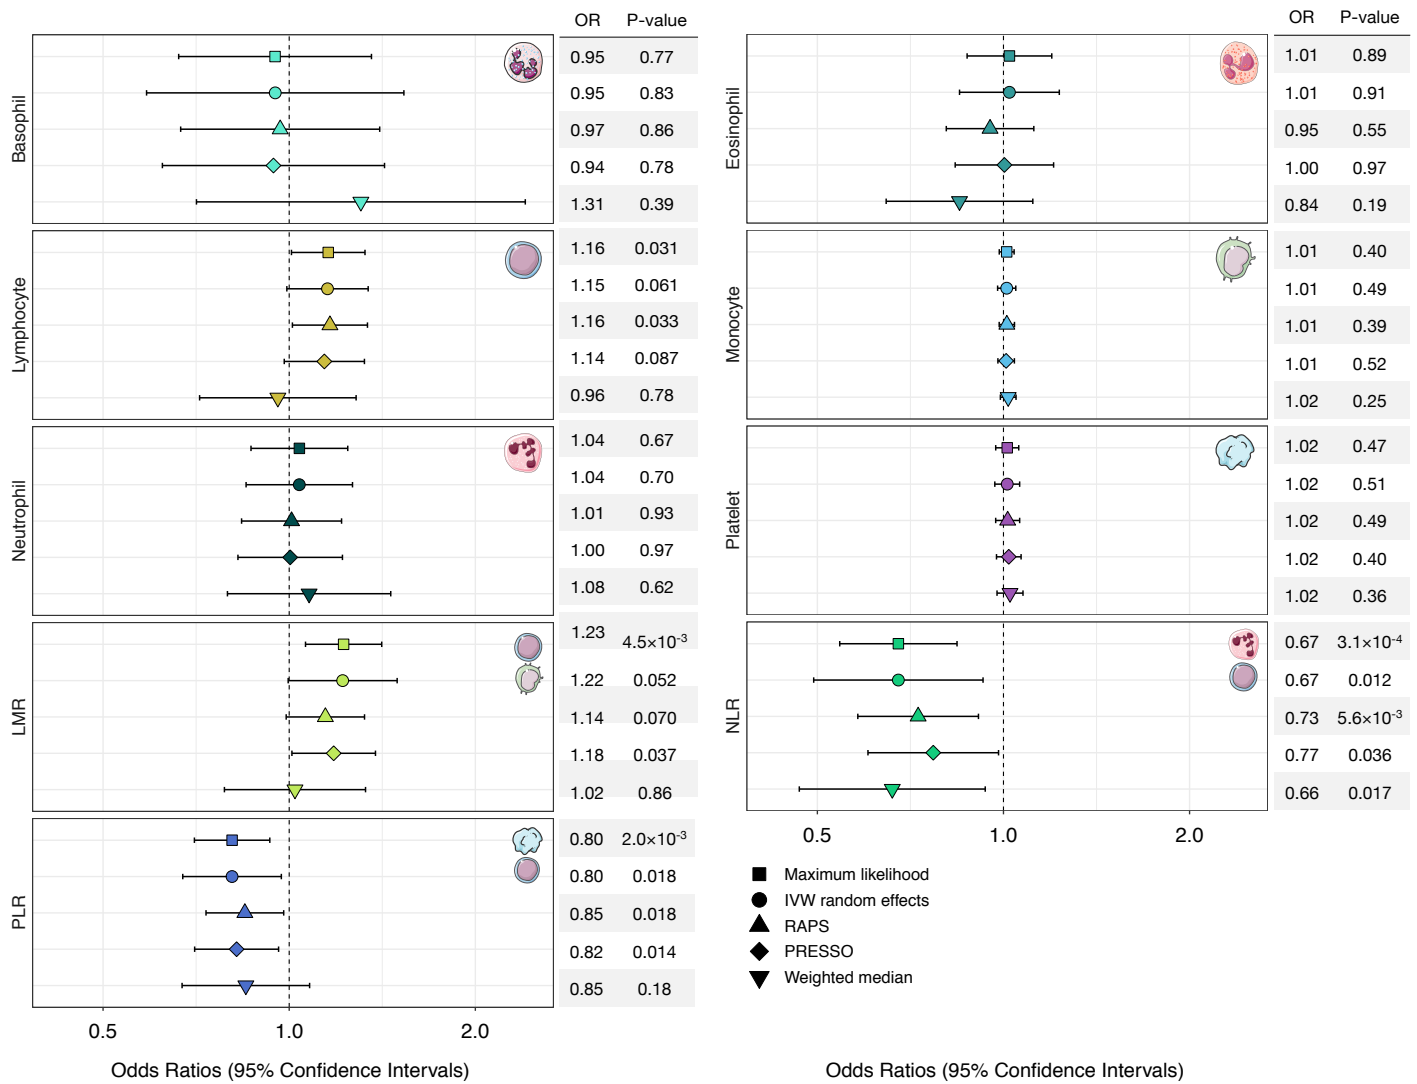 OR P-value
Basophil
0.95 0.77
0.95 0.83
0.97 0.86
0.94 0.78
1.31 0.39
Lymphocyte
1.16 0.031
1.15 0.061
1.16 0.033
1.14 0.087
0.96 0.78
Neutrophil
1.04 0.67
1.04 0.70
1.01 0.93
1.00 0.97
1.08 0.62
LMR
1.23 4.5×10⁻³
1.22 0.052
1.14 0.070
1.18 0.037
1.02 0.86
PLR
0.80 2.0×10⁻³
0.80 0.018
0.85 0.018
0.82 0.014
0.85 0.18
0.5 1.0 2.0
Odds Ratios (95% Confidence Intervals)
OR P-value
Eosinophil
1.01 0.89
1.01 0.91
0.95 0.55
1.00 0.97
0.84 0.19
Monocyte
1.01 0.40
1.01 0.49
1.01 0.39
1.01 0.52
1.02 0.25
Platelet
1.02 0.47
1.02 0.51
1.02 0.49
1.02 0.40
1.02 0.36
NLR
0.67 3.1×10⁻⁴
0.67 0.012
0.73 5.6×10⁻³
0.77 0.036
0.66 0.017
0.5 1.0 2.0
Maximum likelihood
IVW random effects
RAPS
PRESSO
Weighted median
Odds Ratios (95% Confidence Intervals)